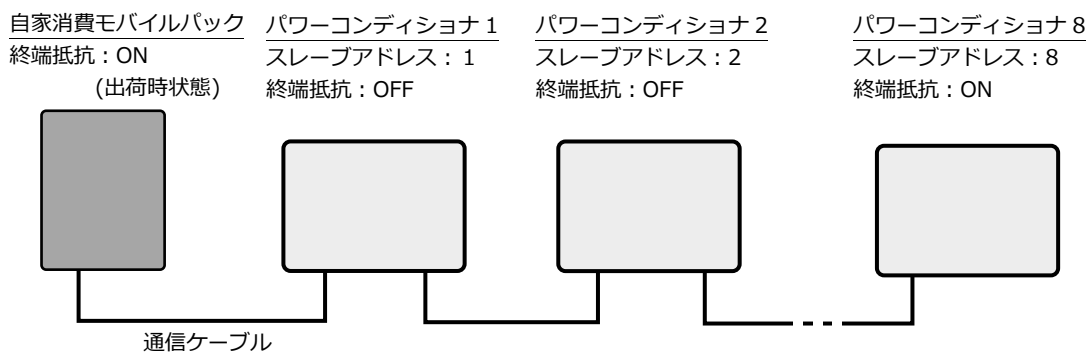 自家消費モバイルパック
終端抵抗：ON
(出荷時状態)
パワーコンディショナ1
スレーブアドレス：1
終端抵抗：OFF
パワーコンディショナ2
スレーブアドレス：2
終端抵抗：OFF
パワーコンディショナ8
スレーブアドレス：8
終端抵抗：ON
通信ケーブル